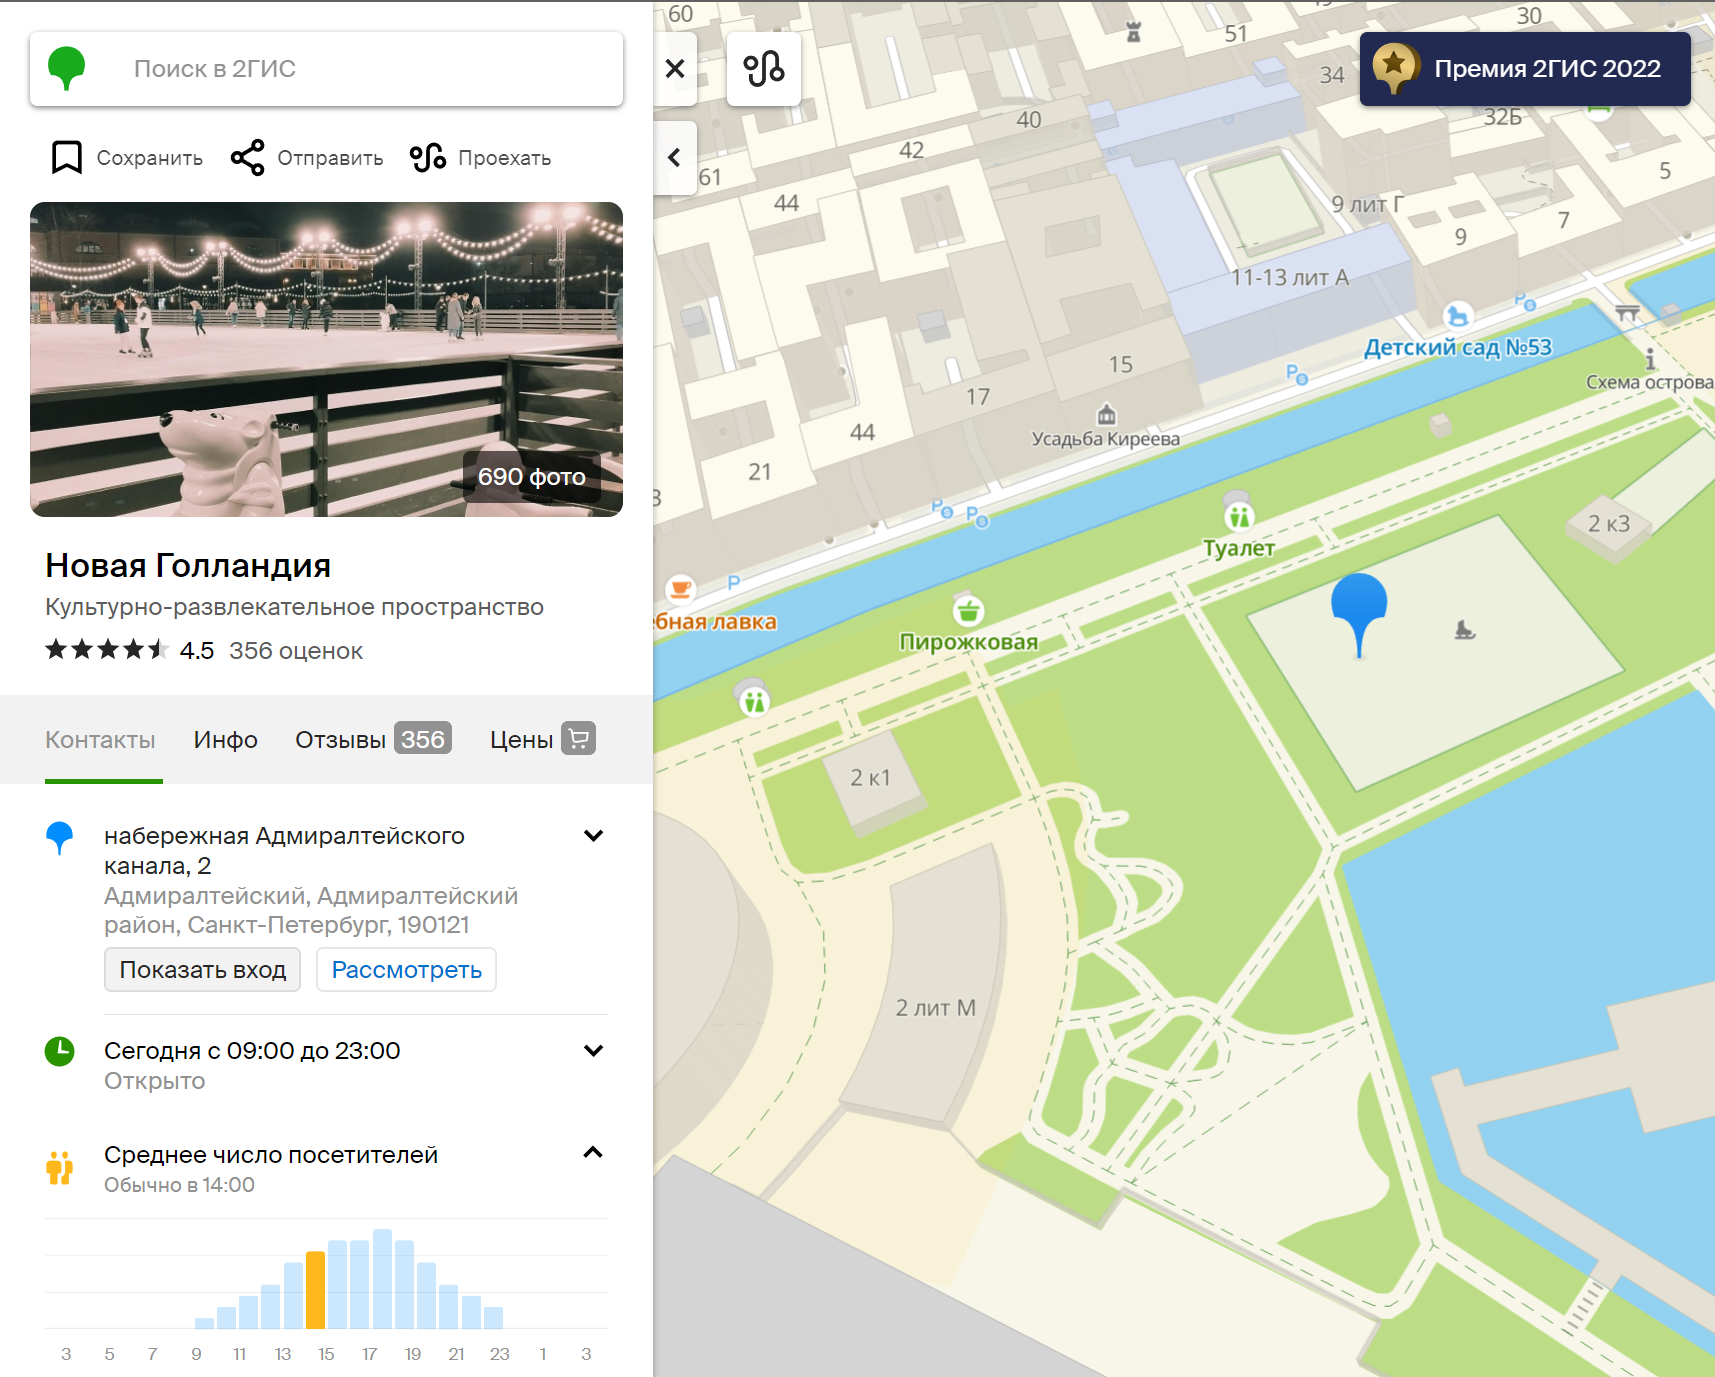 Поиск в 2ГИС
Сохранить
Отправить
Проехать
690 фото
Новая Голландия
Культурно-развлекательное пространство
4.5 356 оценок
Контакты
Инфо
Отзывы 356
Цены
набережная Адмиралтейского
канала, 2
Адмиралтейский, Адмиралтейский
район, Санкт-Петербург, 190121
Показать вход
Рассмотреть
Сегодня с 09:00 до 23:00
Открыто
Среднее число посетителей
Обычно в 14:00
3 5 7 9 11 13 15 17 19 21 23 1 3
Премия 2ГИС 2022
60
51
30
34
40
32Б
42
61
5
44
9 лит Г
7
9
11-13 лит А
P
Детский сад №53
P
Схема острова
15
17
Усадьба Киреева
44
21
P
P
2 к3
Туалет
P
бная лавка
Пирожковая
2 к1
2 лит М